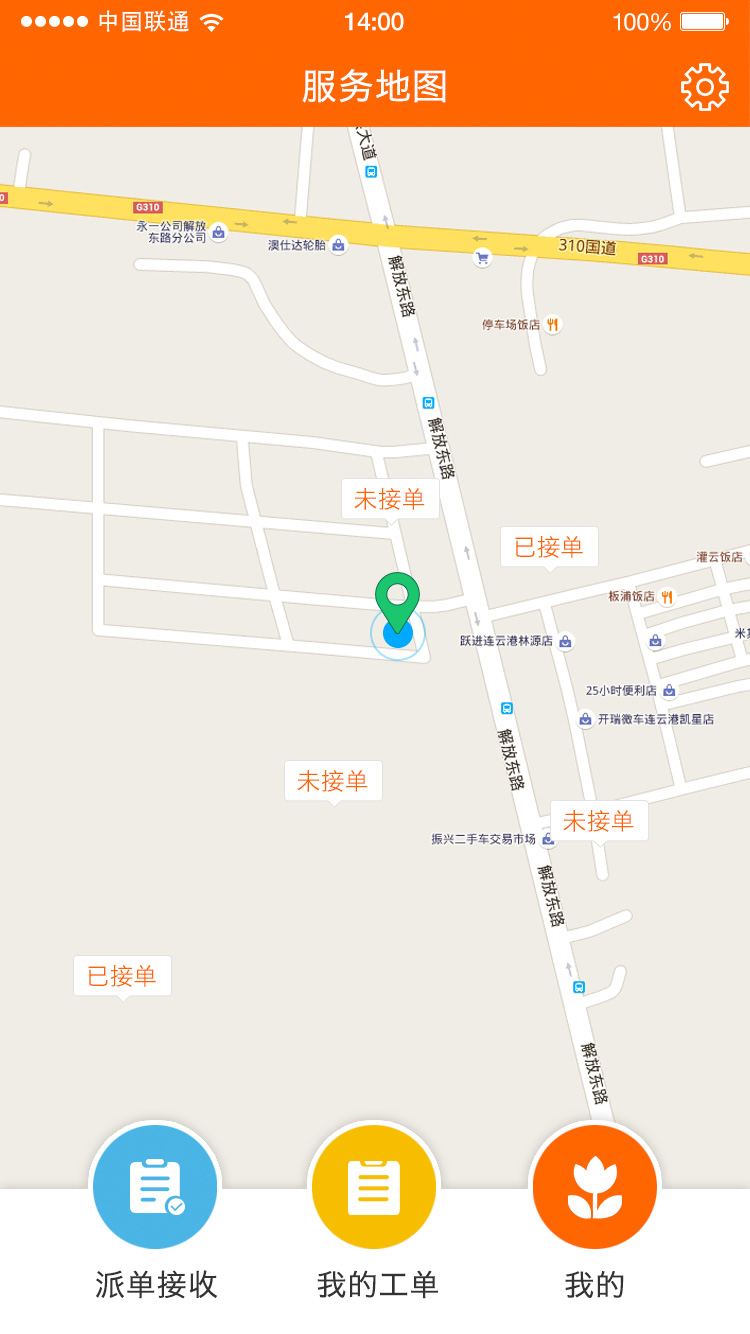 中国联通
14:00
100%
服务地图
大道
G310
永一公司解放
东路分公司
澳仕达轮胎
310国道
G310
解放东路
停车场饭店
解放东路
未接单
已接单
灌云饭店
板浦饭店
跃进连云港林源店
25小时便利店
开瑞微车连云港凯星店
解放东路
未接单
未接单
振兴二手车交易市场
解放东路
已接单
解放东路
派单接收
我的工单
我的